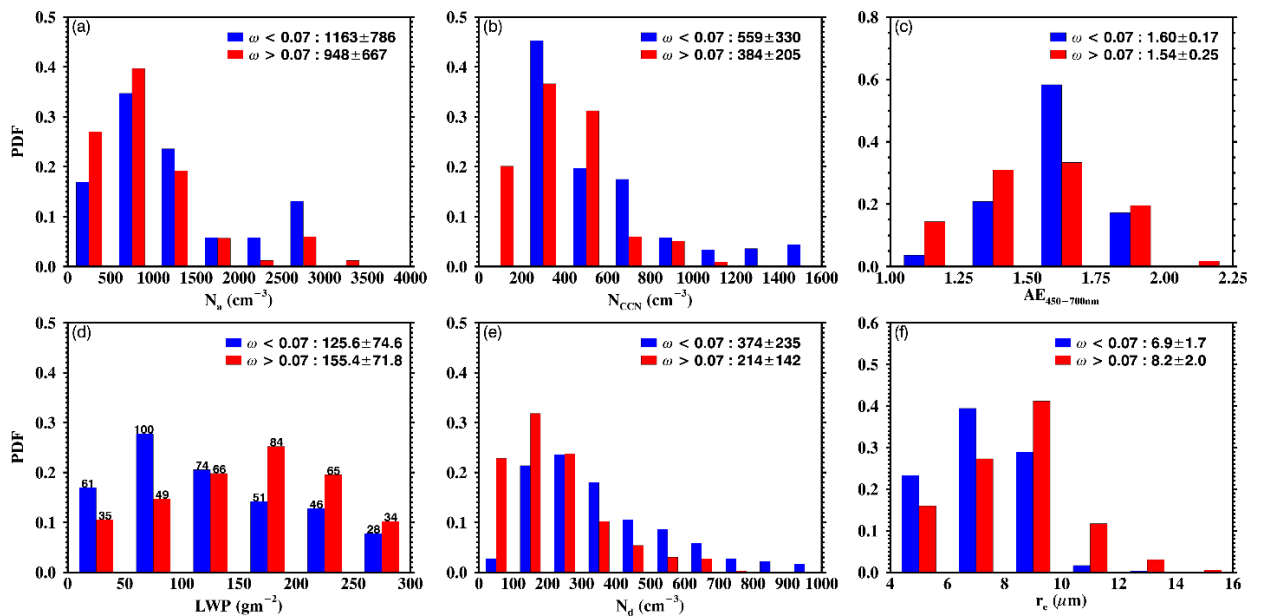 (a)
ω < 0.07 : 1163±786
ω > 0.07 : 948±667
PDF
0.5
0.4
0.3
0.2
0.1
0.0
0 500 1000 1500 2000 2500 3000 3500 4000
N_a (cm⁻³)
(b)
ω < 0.07 : 559±330
ω > 0.07 : 384±205
0.5
0.4
0.3
0.2
0.1
0.0
0 200 400 600 800 1000 1200 1400 1600
N_CCN (cm⁻³)
(c)
ω < 0.07 : 1.60±0.17
ω > 0.07 : 1.54±0.25
0.8
0.6
0.4
0.2
0.0
1.00 1.25 1.50 1.75 2.00 2.25
AE_450−700nm
(d)
ω < 0.07 : 125.6±74.6
ω > 0.07 : 155.4±71.8
PDF
0.5
0.4
0.3
0.2
0.1
0.0
61 35 100 49 74 66 51 84 46 65 28 34
0 50 100 150 200 250 300
LWP (gm⁻²)
(e)
ω < 0.07 : 374±235
ω > 0.07 : 214±142
0.5
0.4
0.3
0.2
0.1
0.0
0 100 200 300 400 500 600 700 800 900 1000
N_d (cm⁻³)
(f)
ω < 0.07 : 6.9±1.7
ω > 0.07 : 8.2±2.0
0.6
0.5
0.4
0.3
0.2
0.1
0.0
4 6 8 10 12 14 16
r_e (μm)